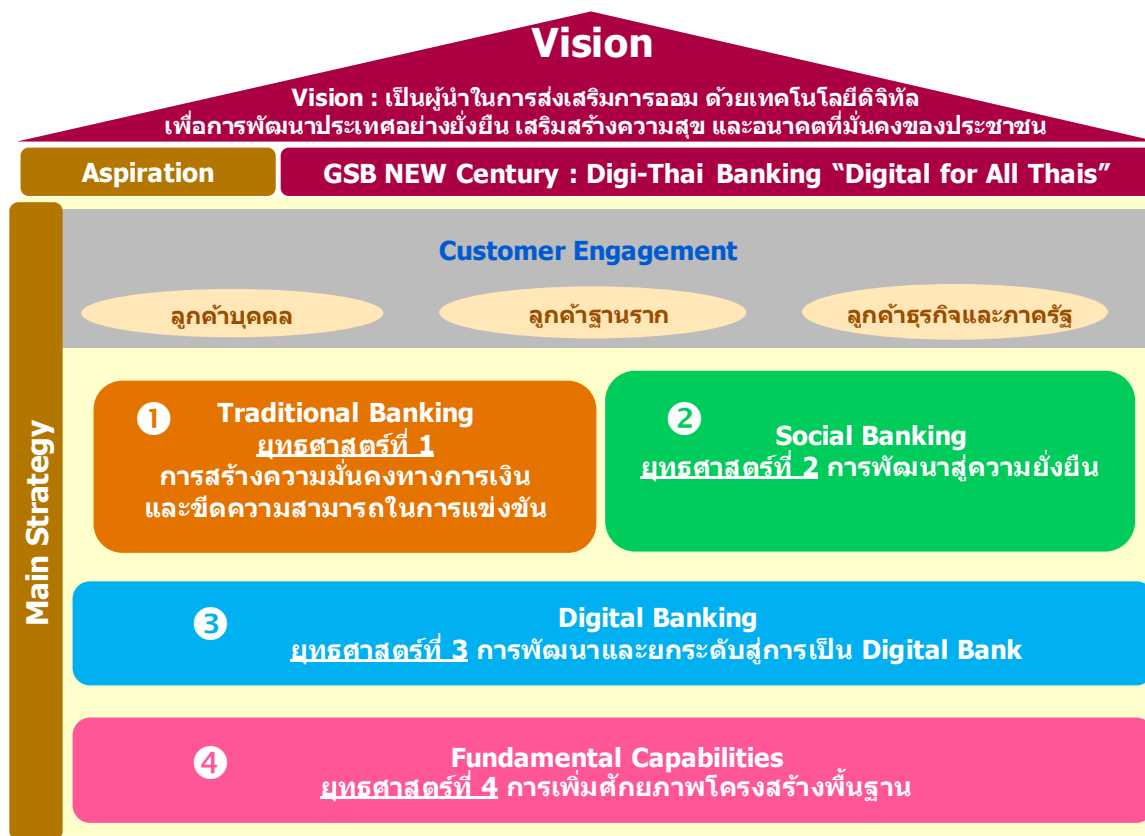 Vision
Vision : เป็นผู้นำในการส่งเสริมการออม ด้วยเทคโนโลยีดิจิทัล
เพื่อการพัฒนาประเทศอย่างยั่งยืน เสริมสร้างความสุข และอนาคตที่มั่นคงของประชาชน
Aspiration
GSB NEW Century : Digi-Thai Banking “Digital for All Thais”
Main Strategy
Customer Engagement
ลูกค้าบุคคล
ลูกค้าฐานราก
ลูกค้าธุรกิจและภาครัฐ
❶ Traditional Banking
ยุทธศาสตร์ที่ 1
การสร้างความมั่นคงทางการเงิน
และขีดความสามารถในการแข่งขัน
❷
Social Banking
ยุทธศาสตร์ที่ 2 การพัฒนาสู่ความยั่งยืน
❸ Digital Banking
ยุทธศาสตร์ที่ 3 การพัฒนาและยกระดับสู่การเป็น Digital Bank
❹ Fundamental Capabilities
ยุทธศาสตร์ที่ 4 การเพิ่มศักยภาพโครงสร้างพื้นฐาน